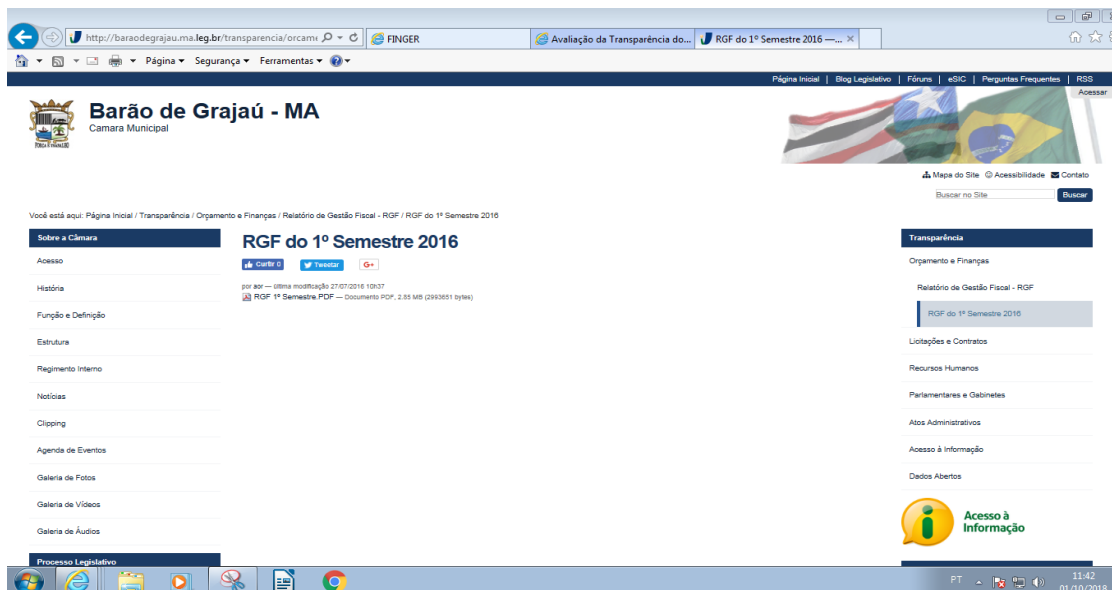 http://baraodegrajau.ma.leg.br/transparencia/orcame
FINGER
Avaliação da Transparência do...
RGF do 1º Semestre 2016 —...
Página
Segurança
Ferramentas
Página Inicial | Blog Legislativo | Fóruns | eSIC | Perguntas Frequentes | RSS
Acessar
Barão de Grajaú - MA
Camara Municipal
Mapa do Site Acessibilidade Contato
Buscar no Site Buscar
Você está aqui: Página Inicial / Transparência / Orçamento e Finanças / Relatório de Gestão Fiscal - RGF / RGF do 1º Semestre 2016
Sobre a Câmara
Acesso
História
Função e Definição
Estrutura
Regimento Interno
Notícias
Clipping
Agenda de Eventos
Galeria de Fotos
Galeria de Vídeos
Galeria de Áudios
Processo Legislativo
RGF do 1º Semestre 2016
Curtir 0 Tweetar G+
por aor — última modificação 27/07/2016 10h37
RGF 1º Semestre.PDF — Documento PDF, 2.85 MB (2993651 bytes)
Transparência
Orçamento e Finanças
Relatório de Gestão Fiscal - RGF
RGF do 1º Semestre 2016
Licitações e Contratos
Recursos Humanos
Parlamentares e Gabinetes
Atos Administrativos
Acesso à Informação
Dados Abertos
Acesso à
Informação
PT
11:42
01/10/2018